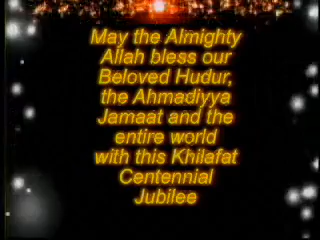 May the Almighty
Allah bless our
Beloved Hudur,
the Ahmadiyya
Jamaat and the
entire world
with this Khilafat
Centennial
Jubilee